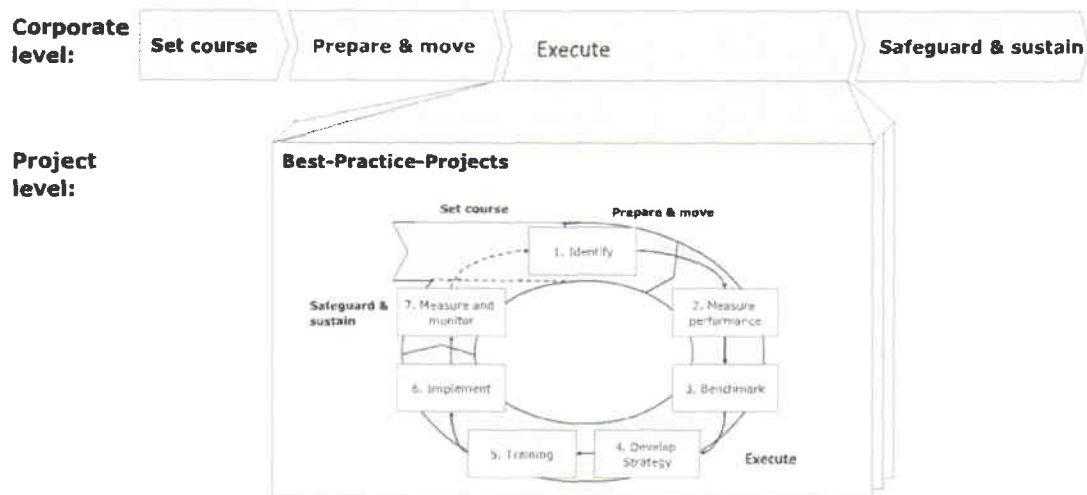 Corporate
level:
Set course
Prepare & move
Execute
Safeguard & sustain
Project
level:
Best-Practice-Projects
Set course
Prepare & move
1. Identify
Safeguard &
sustain
7. Measure and
monitor
2. Measure
performance
6. Implement
3. Benchmark
5. Training
4. Develop
Strategy
Execute